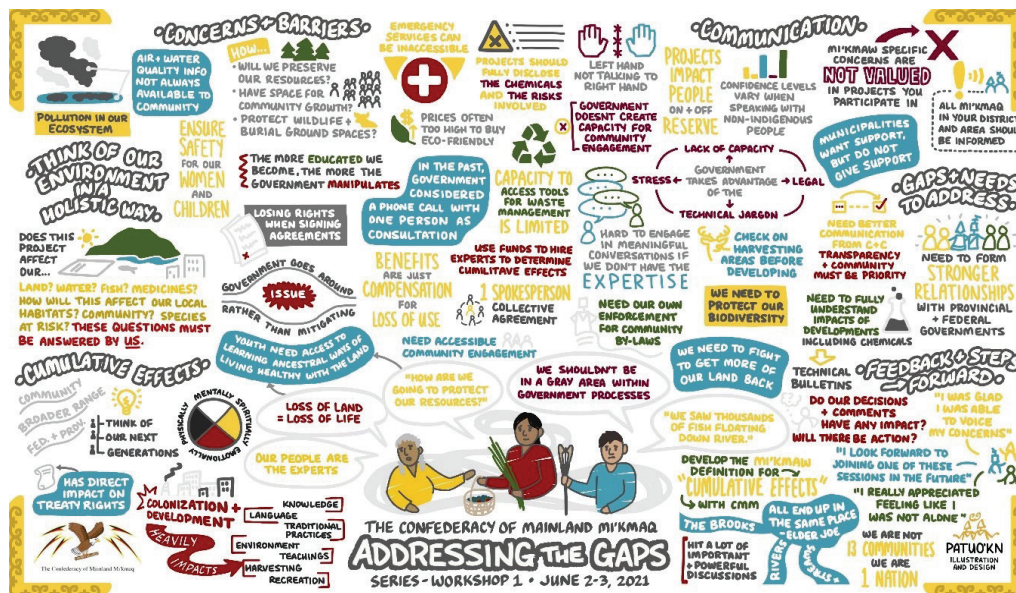 CONCERNS + BARRIERS
AIR + WATER
QUALITY INFO
NOT ALWAYS
AVAILABLE TO
COMMUNITY
POLLUTION IN OUR
ECOSYSTEM
HOW...
• WILL WE PRESERVE
OUR RESOURCES?
• HAVE SPACE FOR
COMMUNITY GROWTH?
• PROTECT WILDLIFE +
BURIAL GROUND SPACES?
ENSURE
SAFETY
FOR OUR
WOMEN
AND
CHILDREN
THE MORE EDUCATED WE
BECOME, THE MORE THE
GOVERNMENT MANIPULATES
EMERGENCY
SERVICES CAN
BE INACCESSIBLE
PRICES OFTEN
TOO HIGH TO BUY
ECO-FRIENDLY
PROJECTS SHOULD
FULLY DISCLOSE
THE CHEMICALS
AND THE RISKS
INVOLVED
LOSING RIGHTS
WHEN SIGNING
AGREEMENTS
IN THE PAST,
GOVERNMENT
CONSIDERED
A PHONE CALL WITH
ONE PERSON AS
CONSULTATION
CAPACITY TO
ACCESS TOOLS
FOR WASTE
MANAGEMENT
IS LIMITED
GOVERNMENT GOES AROUND
ISSUE
RATHER THAN MITIGATING
BENEFITS
ARE JUST
COMPENSATION
FOR
LOSS OF USE
USE FUNDS TO HIRE
EXPERTS TO DETERMINE
CUMILITAVE EFFECTS
1 SPOKESPERSON
COLLECTIVE
AGREEMENT
COMMUNICATION
LEFT HAND
NOT TALKING TO
RIGHT HAND
GOVERNMENT
DOESNT CREATE
CAPACITY FOR
COMMUNITY
ENGAGEMENT
PROJECTS
IMPACT
PEOPLE
ON + OFF
RESERVE
CONFIDENCE LEVELS
VARY WHEN
SPEAKING WITH
NON-INDIGENOUS
PEOPLE
MI'KMAW SPECIFIC
CONCERNS ARE
NOT VALUED
IN PROJECTS YOU
PARTICIPATE IN
ALL MI'KMAQ
IN YOUR DISTRICT
AND AREA SHOULD
BE INFORMED
MUNICIPALITIES
WANT SUPPORT,
BUT DO NOT
GIVE SUPPORT
LACK OF CAPACITY
STRESS
GOVERNMENT
TAKES ADVANTAGE
OF THE
LEGAL
TECHNICAL JARGON
HARD TO ENGAGE
IN MEANINGFUL
CONVERSATIONS IF
WE DON'T HAVE THE
EXPERTISE
CHECK ON
HARVESTING
AREAS BEFORE
DEVELOPING
NEED BETTER
COMMUNICATION
FROM C+C
TRANSPARENCY
+ COMMUNITY
MUST BE PRIORITY
NEED OUR OWN
ENFORCEMENT
FOR COMMUNITY
BY-LAWS
WE NEED TO
PROTECT OUR
BIODIVERSITY
GAPS + NEEDS
TO ADDRESS:
NEED TO FORM
STRONGER
RELATIONSHIPS
WITH PROVINCIAL
+ FEDERAL
GOVERNMENTS
NEED TO FULLY
UNDERSTAND
IMPACTS OF
DEVELOPMENTS
INCLUDING CHEMICALS
TECHNICAL
BULLETINS
THINK OF OUR
ENVIRONMENT
IN A
HOLISTIC WAY.
DOES THIS
PROJECT
AFFECT
OUR...
LAND? WATER? FISH? MEDICINES?
HOW WILL THIS AFFECT OUR LOCAL
HABITATS? COMMUNITY? SPECIES
AT RISK? THESE QUESTIONS MUST
BE ANSWERED BY US.
CUMULATIVE EFFECTS
COMMUNITY
BROADER RANGE
FED. + PROV.
THINK OF
OUR NEXT
GENERATIONS
PHYSICALLY
MENTALLY
SPIRITUALLY
EMOTIONALLY
HAS DIRECT
IMPACT ON
TREATY RIGHTS
COLONIZATION +
DEVELOPMENT
HEAVILY
IMPACTS
KNOWLEDGE
LANGUAGE
TRADITIONAL
PRACTICES
ENVIRONMENT
TEACHINGS
HARVESTING
RECREATION
The Confederacy of Mainland Mi'kmaq
YOUTH NEED ACCESS TO
LEARNING ANCESTRAL WAYS OF
LIVING HEALTHY WITH THE LAND
NEED ACCESSIBLE
COMMUNITY ENGAGEMENT
LOSS OF LAND
= LOSS OF LIFE
OUR PEOPLE ARE
THE EXPERTS
"HOW ARE WE
GOING TO PROTECT
OUR RESOURCES?"
WE SHOULDN'T BE
IN A GRAY AREA WITHIN
GOVERNMENT PROCESSES
WE NEED TO FIGHT
TO GET MORE OF
OUR LAND BACK
"WE SAW THOUSANDS
OF FISH FLOATING
DOWN RIVER."
THE CONFEDERACY OF MAINLAND MI'KMAQ
ADDRESSING THE GAPS
SERIES - WORKSHOP 1 • JUNE 2-3, 2021
FEEDBACK + STEPS
FORWARD
DO OUR DECISIONS
+ COMMENTS
HAVE ANY IMPACT?
WILL THERE BE ACTION?
"I WAS GLAD
I WAS ABLE
TO VOICE
MY CONCERNS"
"I LOOK FORWARD TO
JOINING ONE OF THESE
SESSIONS IN THE FUTURE"
"I REALLY APPRECIATED
FEELING LIKE I
WAS NOT ALONE"
DEVELOP THE MI'KMAW
DEFINITION FOR
"CUMULATIVE EFFECTS"
WITH CMM
THE BROOKS
RIVERS
STREAMS
ALL END UP IN
THE SAME PLACE
- ELDER JOE
HIT A LOT OF
IMPORTANT
+ POWERFUL
DISCUSSIONS
WE ARE NOT
13 COMMUNITIES
WE ARE
1 NATION
PATUO'KN
ILLUSTRATION
AND DESIGN